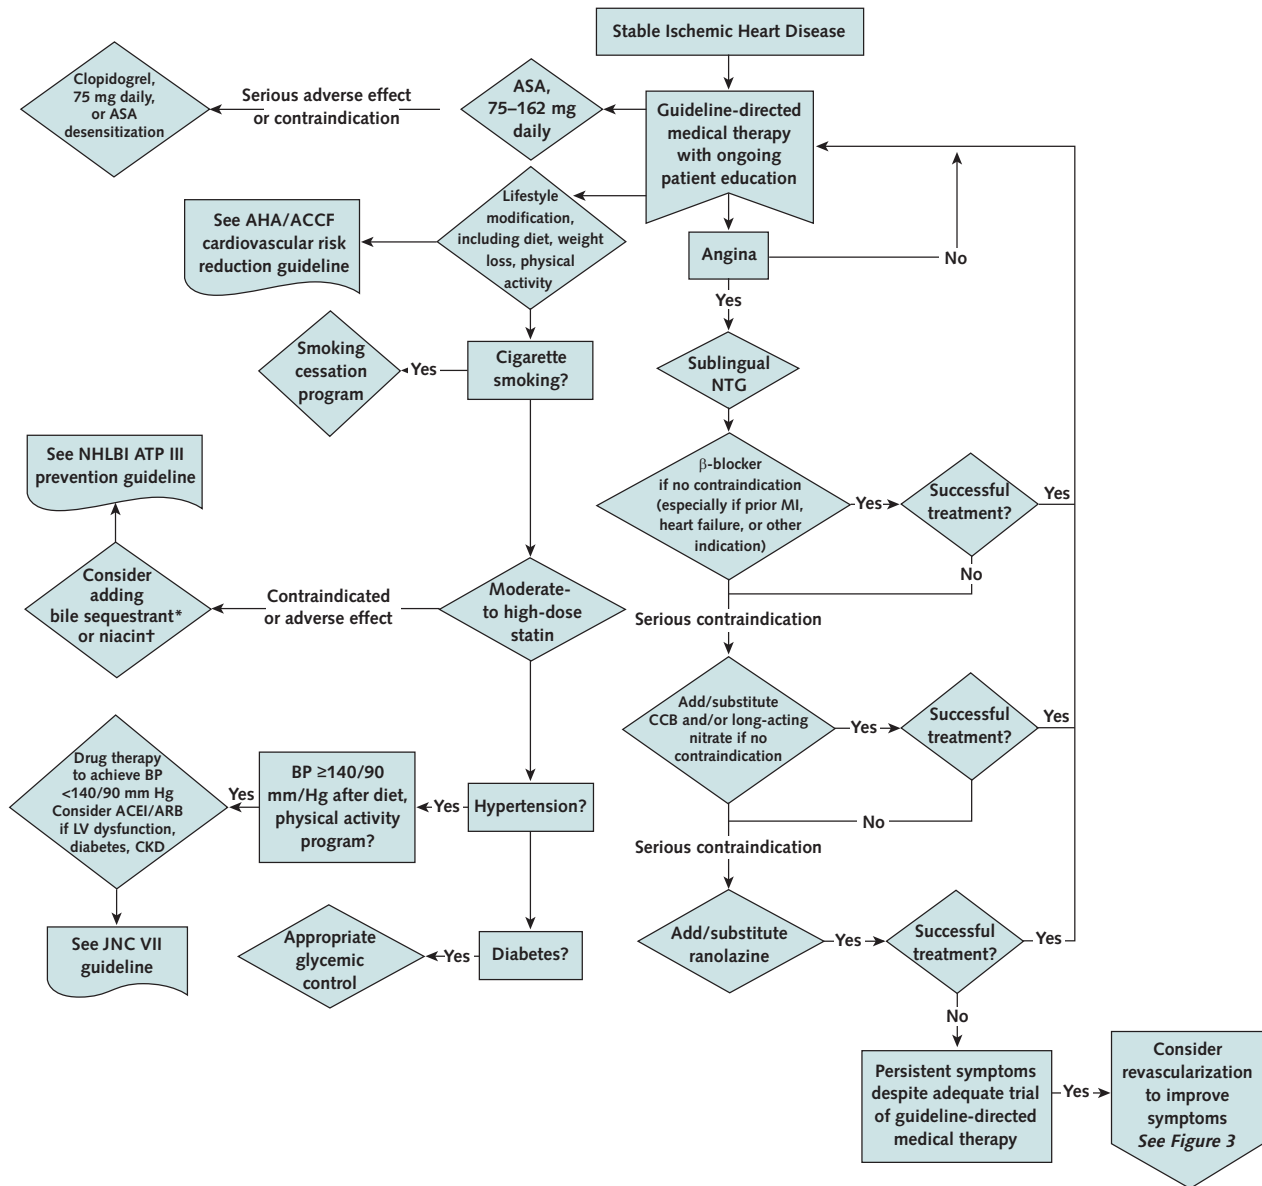 Stable Ischemic Heart Disease
Clopidogrel,
75 mg daily,
or ASA
desensitization
Serious adverse effect
or contraindication
ASA,
75–162 mg
daily
Guideline-directed
medical therapy
with ongoing
patient education
See AHA/ACCF
cardiovascular risk
reduction guideline
Lifestyle
modification,
including diet, weight
loss, physical
activity
Angina
No
Yes
Smoking
cessation
program
Yes
Cigarette
smoking?
Sublingual
NTG
See NHLBI ATP III
prevention guideline
β-blocker
if no contraindication
(especially if prior MI,
heart failure, or other
indication)
Yes
Successful
treatment?
Yes
No
Consider
adding
bile sequestrant*
or niacin†
Contraindicated
or adverse effect
Moderate-
to high-dose
statin
Serious contraindication
Add/substitute
CCB and/or long-acting
nitrate if no
contraindication
Yes
Successful
treatment?
Yes
No
Drug therapy
to achieve BP
<140/90 mm Hg
Consider ACEI/ARB
if LV dysfunction,
diabetes, CKD
Yes
BP ≥140/90
mm/Hg after diet,
physical activity
program?
Yes
Hypertension?
Serious contraindication
See JNC VII
guideline
Appropriate
glycemic
control
Yes
Diabetes?
Add/substitute
ranolazine
Yes
Successful
treatment?
Yes
No
Persistent symptoms
despite adequate trial
of guideline-directed
medical therapy
Yes
Consider
revascularization
to improve
symptoms
See Figure 3